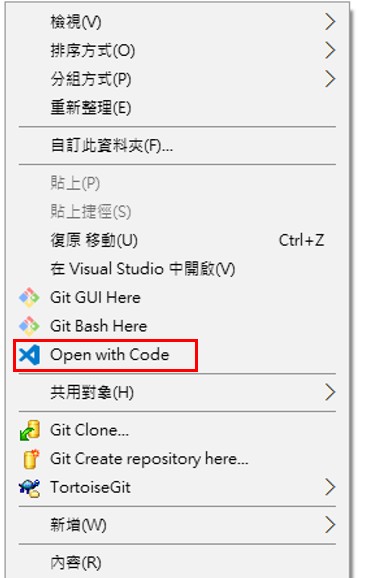 檢視(V)
排序方式(O)
分組方式(P)
重新整理(E)
自訂此資料夾(F)...
貼上(P)
貼上捷徑(S)
復原 移動(U) Ctrl+Z
在 Visual Studio 中開啟(V)
Git GUI Here
Git Bash Here
Open with Code
共用對象(H)
Git Clone...
Git Create repository here...
TortoiseGit
新增(W)
內容(R)